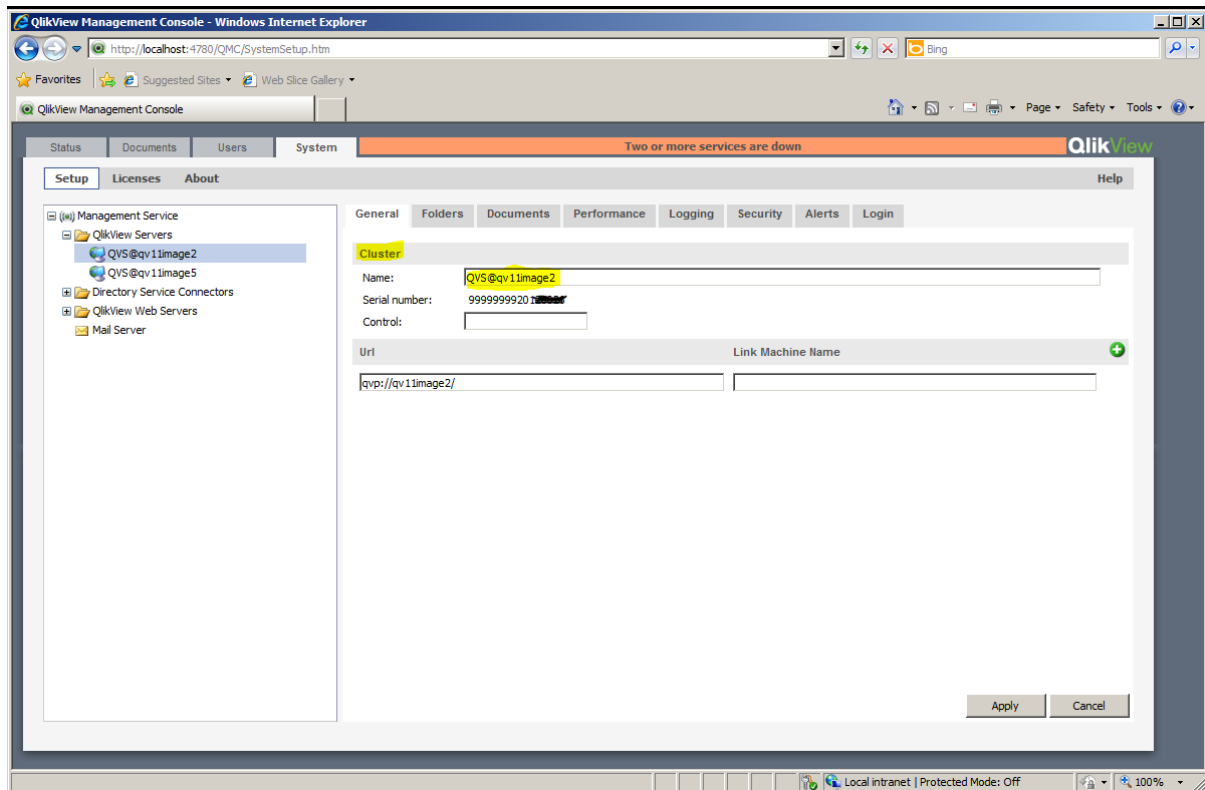 QlikView Management Console - Windows Internet Explorer
http://localhost:4780/QMC/SystemSetup.htm
Bing
Favorites Suggested Sites Web Slice Gallery
QlikView Management Console
Page Safety Tools
Status Documents Users System Two or more services are down QlikView
Setup Licenses About Help
Management Service
QlikView Servers
QVS@qv11image2
QVS@qv11image5
Directory Service Connectors
QlikView Web Servers
Mail Server
General Folders Documents Performance Logging Security Alerts Login
Cluster
Name: QVS@qv11image2
Serial number:
Control:
Url Link Machine Name
qvp://qv11image2/
Apply Cancel
Local intranet | Protected Mode: Off 100%